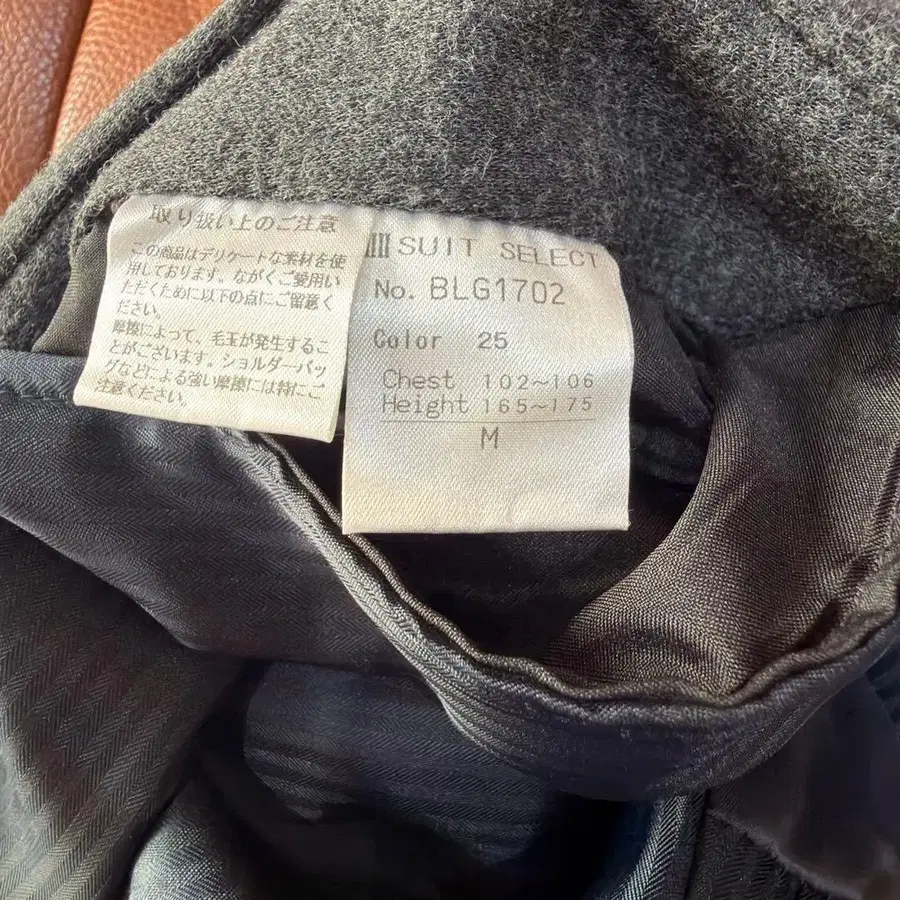 取り扱い上のご注意
この商品はデリケートな素材を使
用しております。ながくご愛用い
ただくために以下の点にご留意く
ださい。
摩擦によって、毛玉が発生するこ
とがございます。ショルダーバッ
グなどによる強い摩擦には特にご
注意ください。
SUIT SELECT
No. BLG1702
Color 25
Chest 102~106
Height 165~175
M